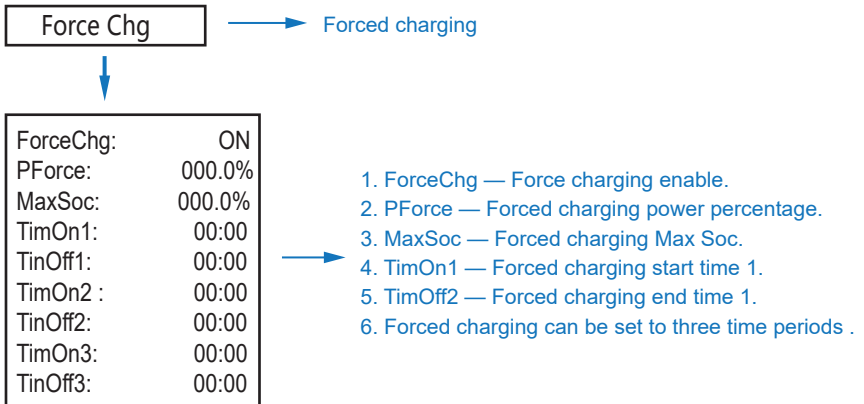 Force Chg
Forced charging
ForceChg: ON
PForce: 000.0%
MaxSoc: 000.0%
TimOn1: 00:00
TinOff1: 00:00
TimOn2 : 00:00
TinOff2: 00:00
TimOn3: 00:00
TinOff3: 00:00
1. ForceChg — Force charging enable.
2. PForce — Forced charging power percentage.
3. MaxSoc — Forced charging Max Soc.
4. TimOn1 — Forced charging start time 1.
5. TimOff2 — Forced charging end time 1.
6. Forced charging can be set to three time periods .